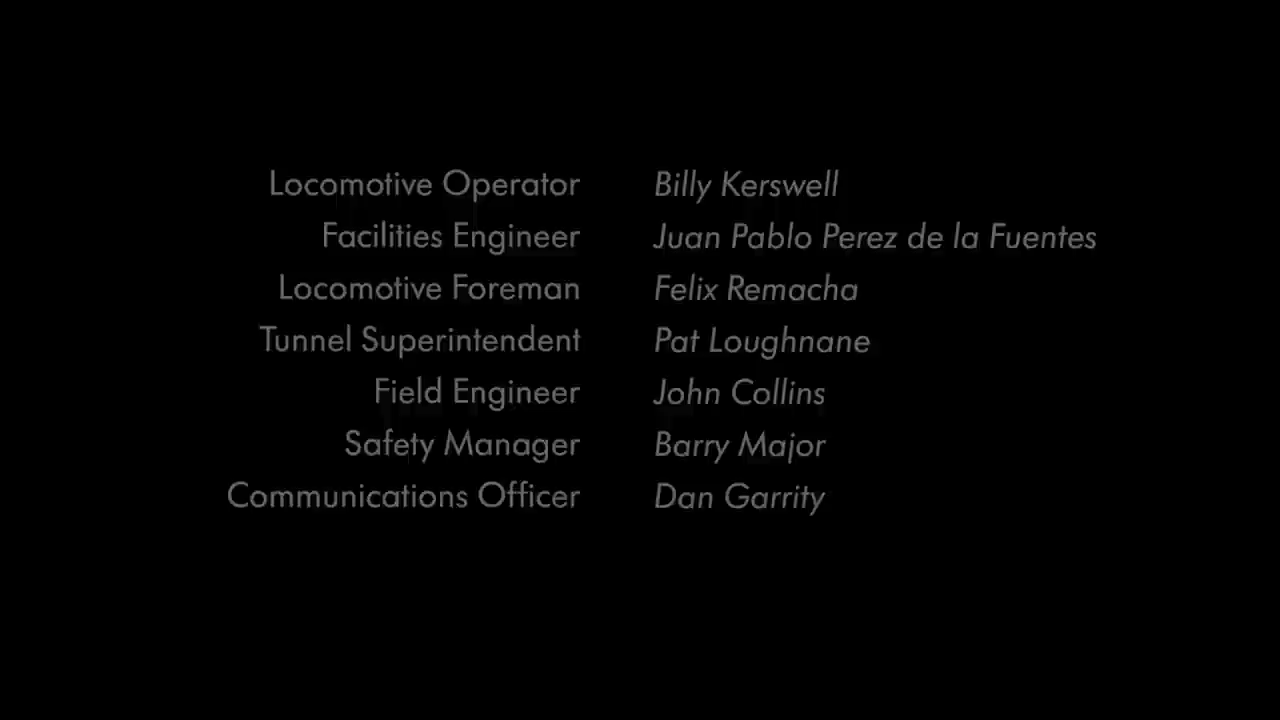 Locomotive Operator Billy Kerswell
Facilities Engineer Juan Pablo Perez de la Fuentes
Locomotive Foreman Felix Remacha
Tunnel Superintendent Pat Loughnane
Field Engineer John Collins
Safety Manager Barry Major
Communications Officer Dan Garrity